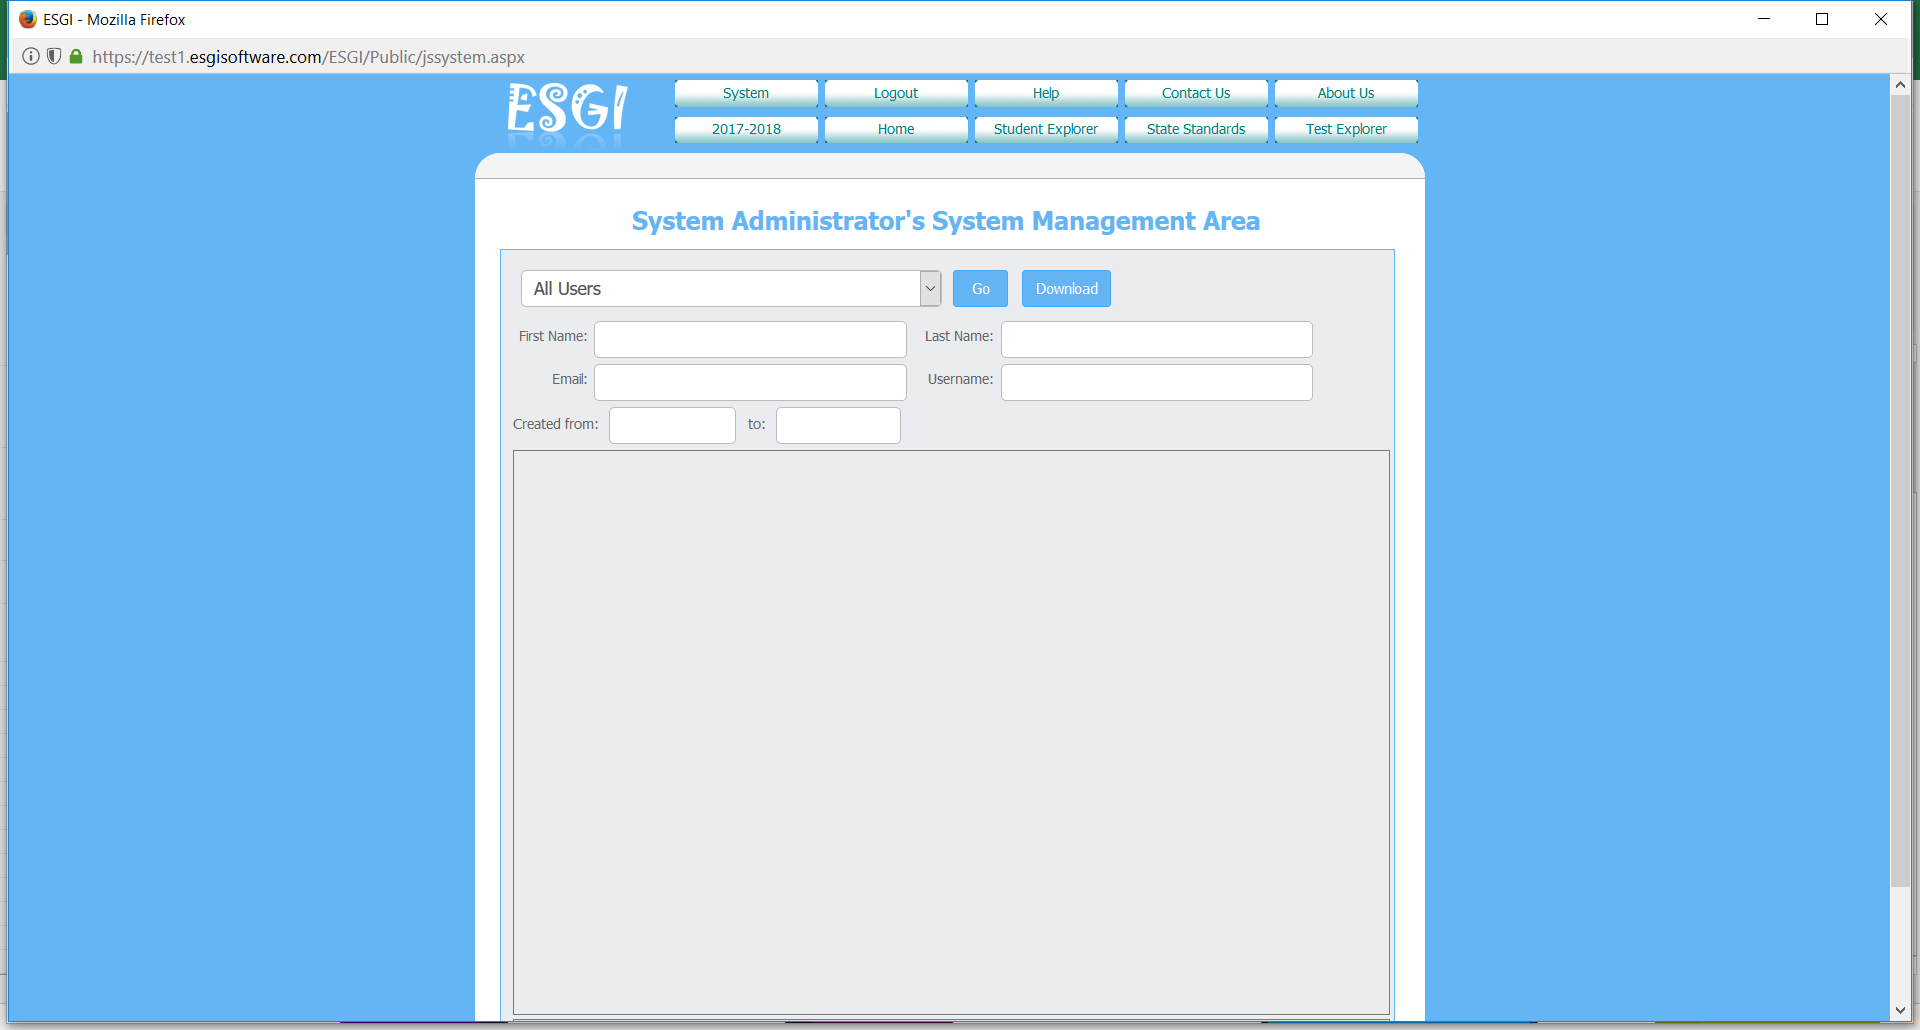 ESGI - Mozilla Firefox
https://test1.esgisoftware.com/ESGI/Public/jssystem.aspx
ESGI
System Logout Help Contact Us About Us
2017-2018 Home Student Explorer State Standards Test Explorer
System Administrator's System Management Area
All Users Go Download
First Name: Last Name:
Email: Username:
Created from: to: